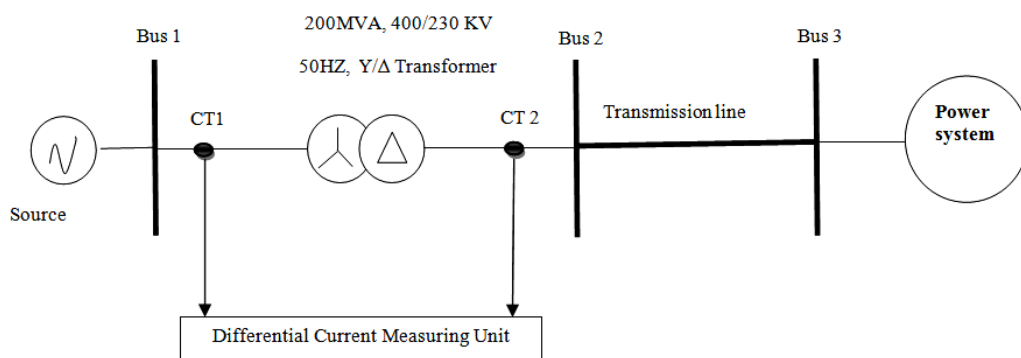 200MVA, 400/230 KV
50HZ, Y/Δ Transformer
Bus 1
Bus 2
Bus 3
CT1
CT 2
Transmission line
Power
system
Source
Differential Current Measuring Unit